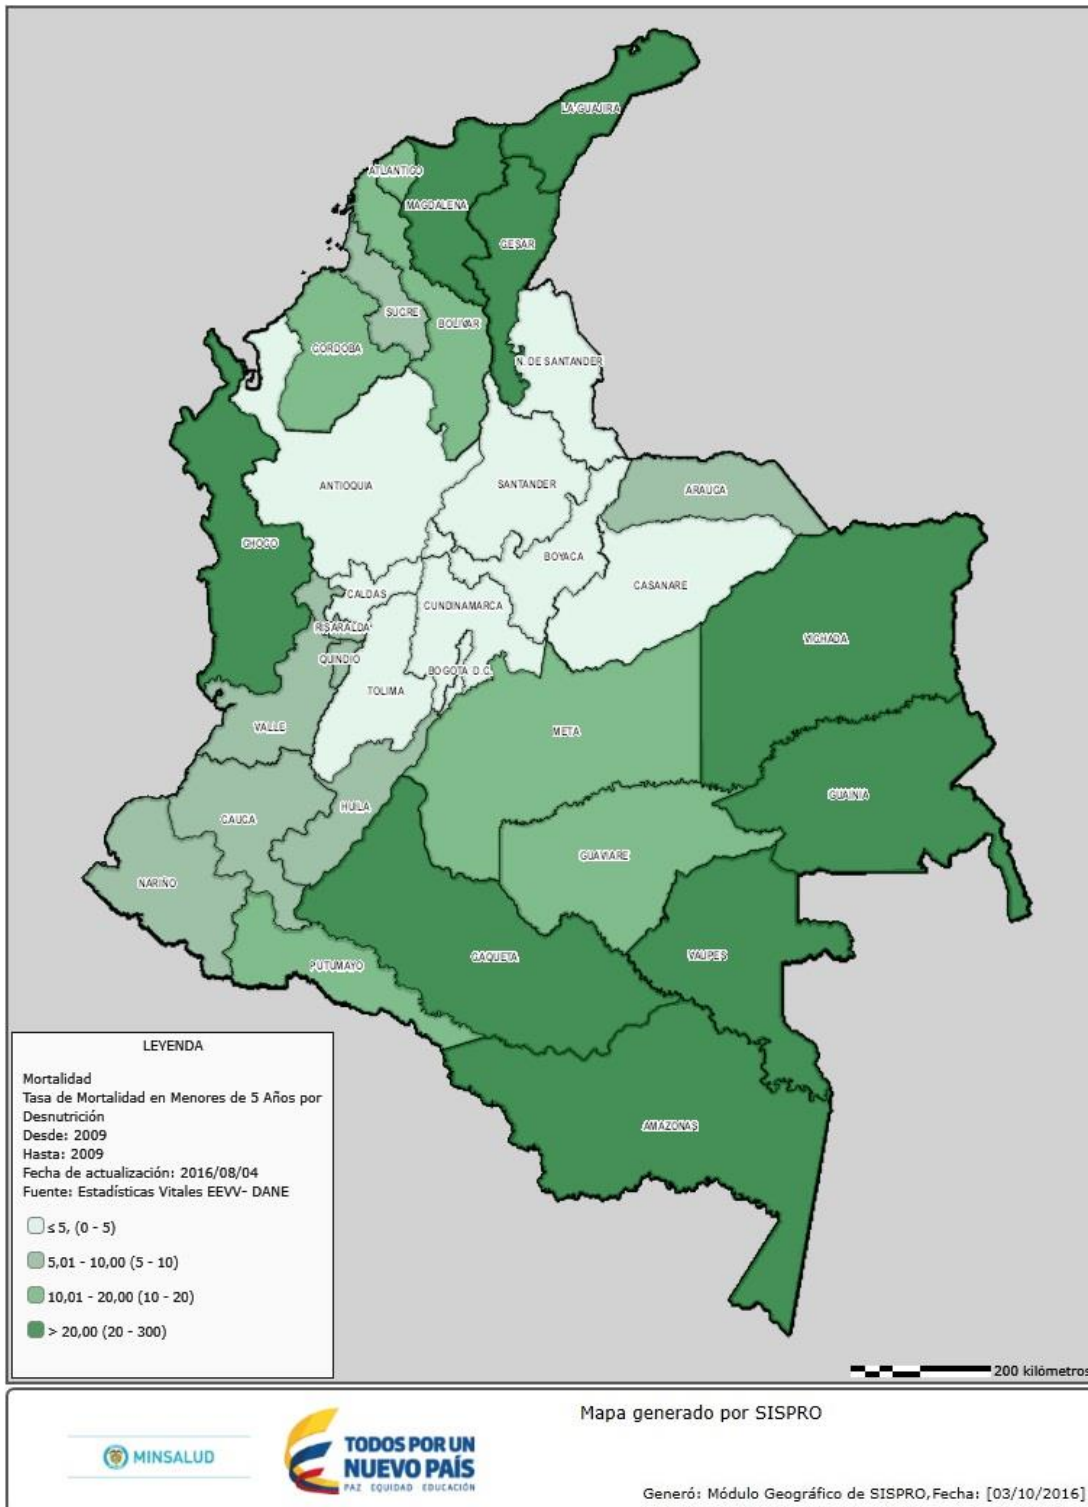 LA GUAJIRA
ATLANTICO
MAGDALENA
CESAR
SUCRE
BOLIVAR
CORDOBA
N. DE SANTANDER
ANTIOQUIA
SANTANDER
ARAUCA
CHOCO
BOYACA
CASANARE
CALDAS
CUNDINAMARCA
RISARALDA
VICHADA
QUINDIO
BOGOTA D.C.
TOLIMA
VALLE
META
GUAINIA
HUILA
CAUCA
GUAVIARE
NARIÑO
CAQUETA
VAUPES
PUTUMAYO
AMAZONAS
LEYENDA
Mortalidad
Tasa de Mortalidad en Menores de 5 Años por
Desnutrición
Desde: 2009
Hasta: 2009
Fecha de actualización: 2016/08/04
Fuente: Estadísticas Vitales EEVV- DANE
≤ 5, (0 - 5)
5,01 - 10,00 (5 - 10)
10,01 - 20,00 (10 - 20)
> 20,00 (20 - 300)
200 kilómetros
Mapa generado por SISPRO
MINSALUD
TODOS POR UN
NUEVO PAÍS
PAZ EQUIDAD EDUCACIÓN
Generó: Módulo Geográfico de SISPRO,Fecha: [03/10/2016]